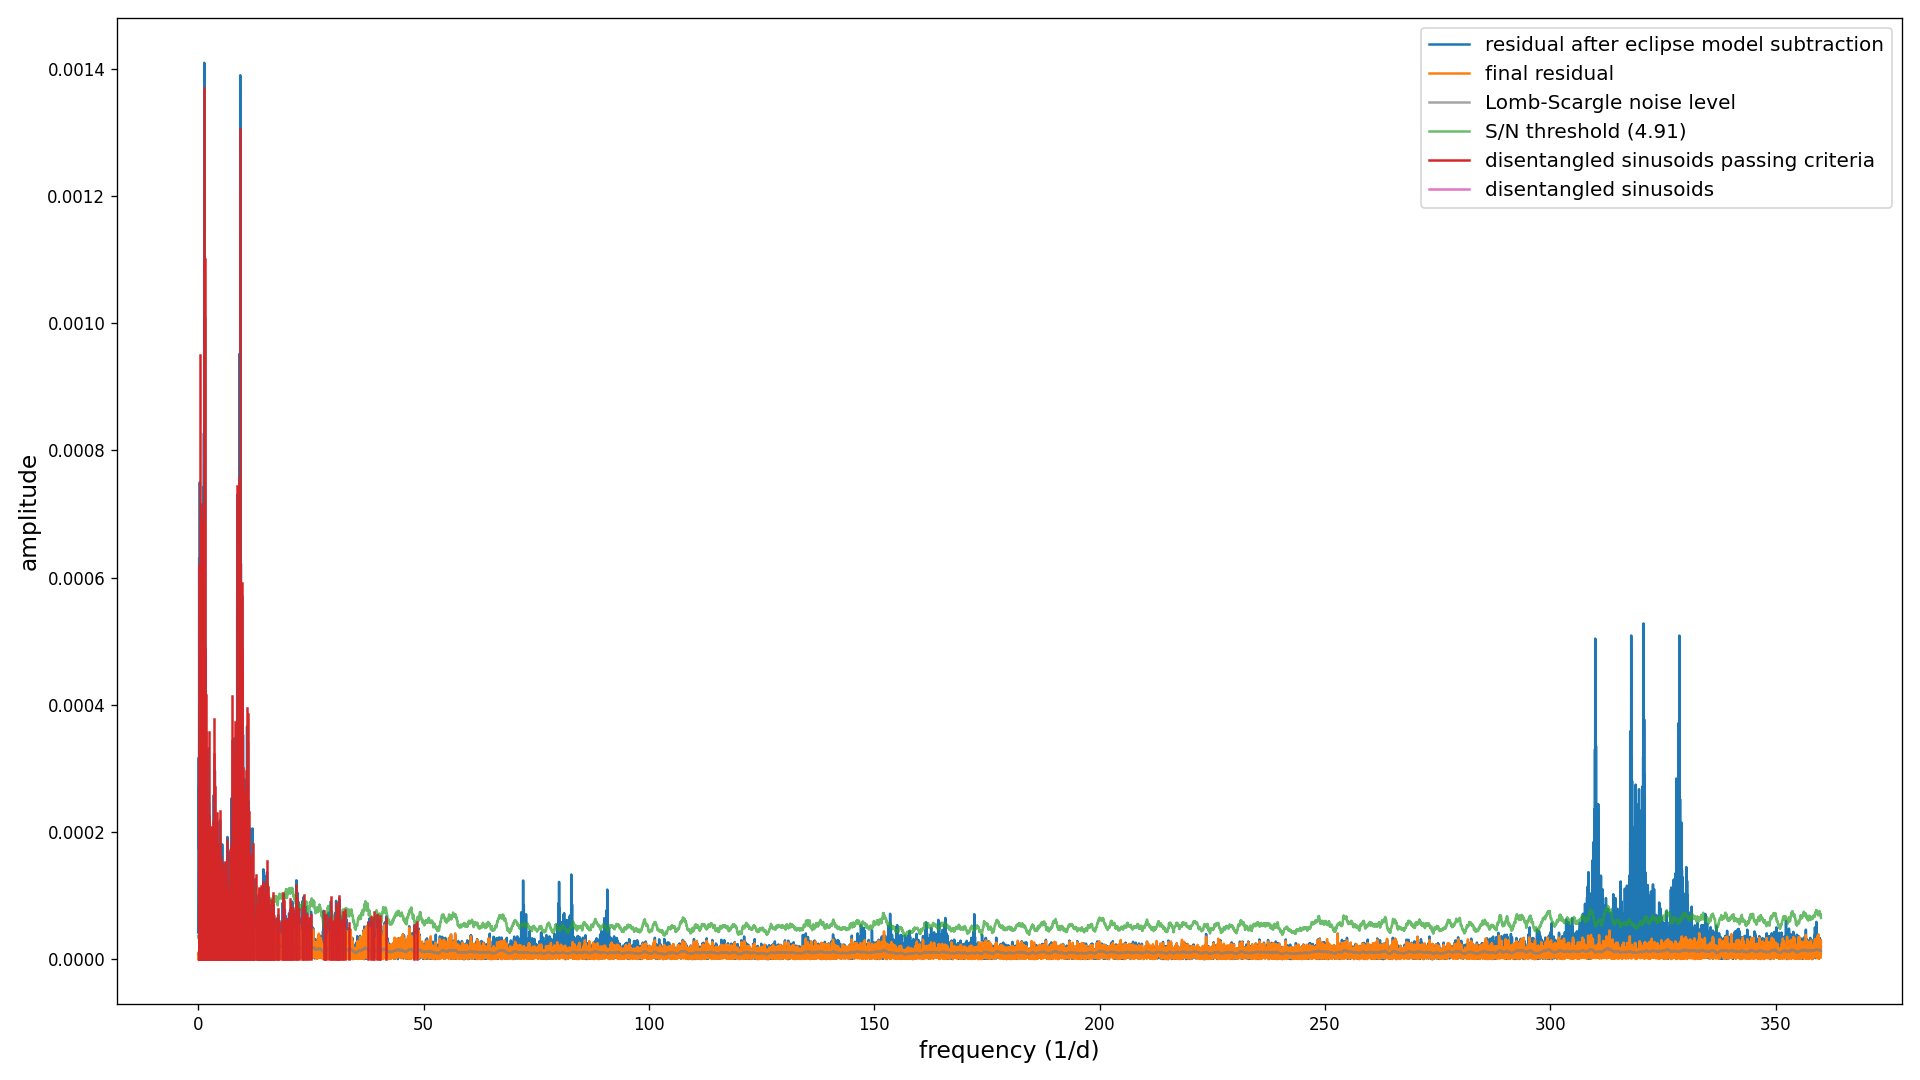 residual after eclipse model subtraction
final residual
Lomb-Scargle noise level
S/N threshold (4.91)
disentangled sinusoids passing criteria
disentangled sinusoids
0.0014
0.0012
0.0010
0.0008
0.0006
0.0004
0.0002
0.0000
amplitude
0 50 100 150 200 250 300 350
frequency (1/d)